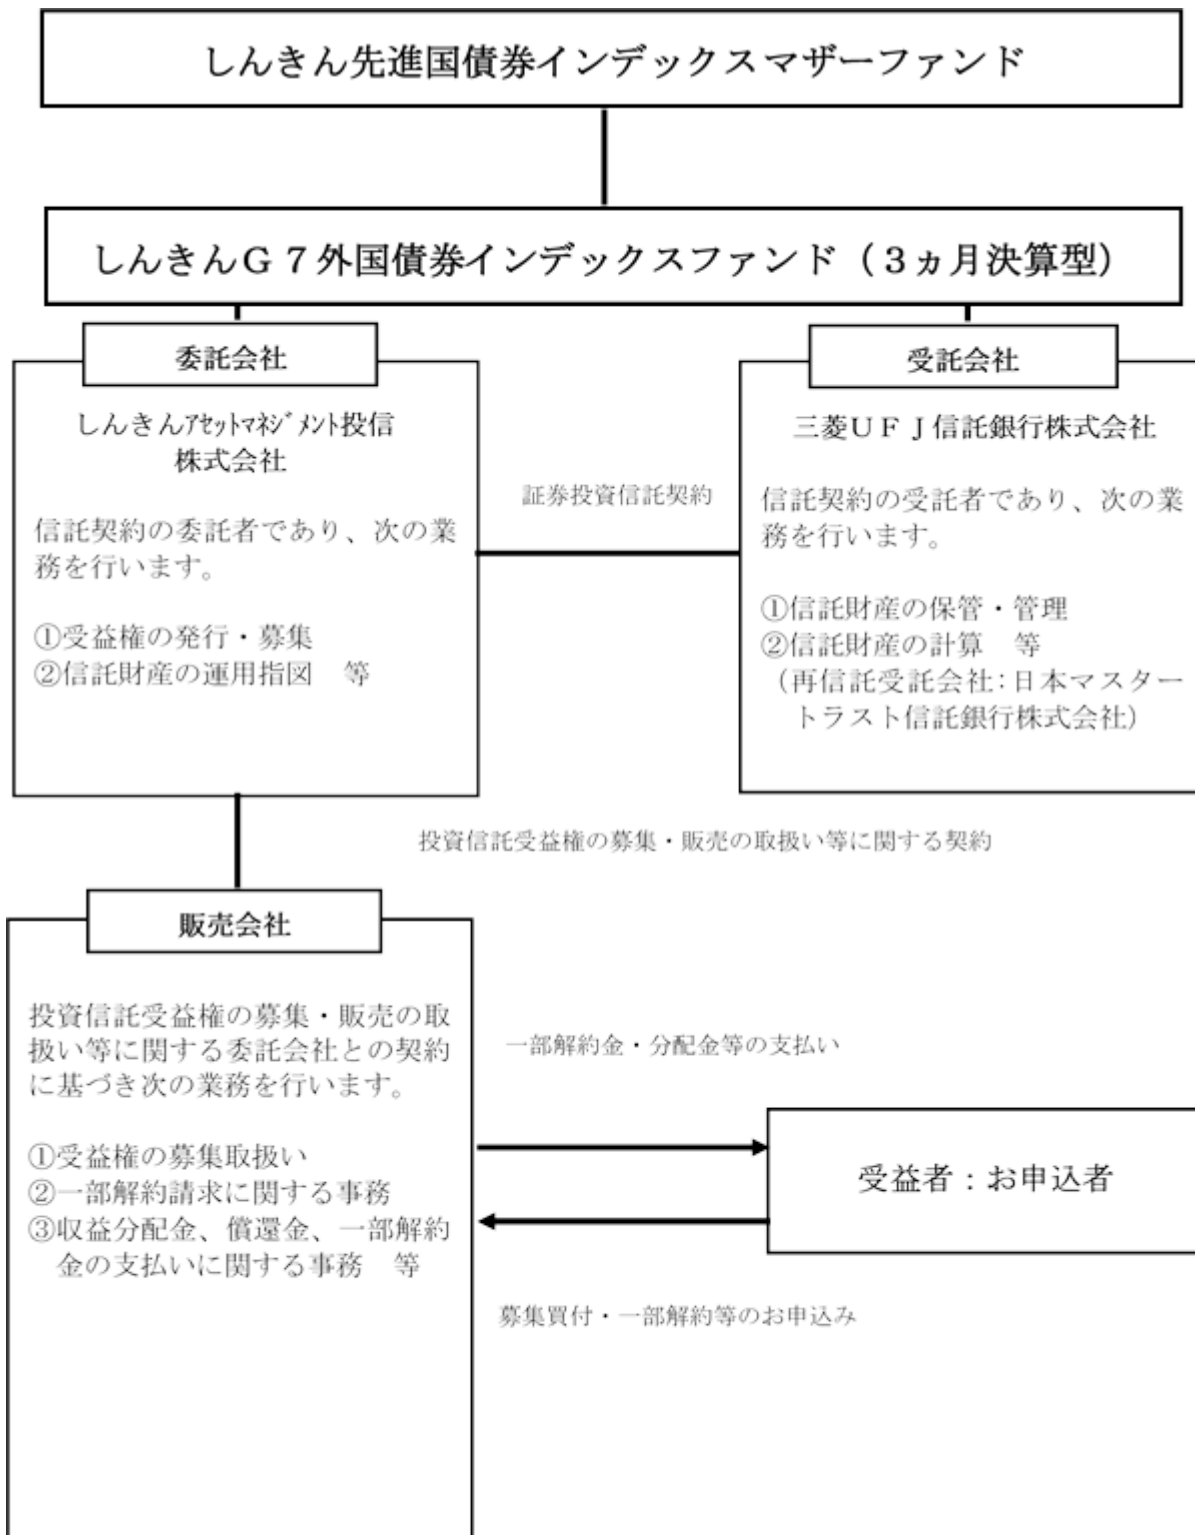 しんきん先進国債券インデックスマザーファンド
しんきんＧ７外国債券インデックスファンド（３ヵ月決算型）
委託会社
しんきんｱｾｯﾄﾏﾈｼﾞﾒﾝﾄ投信
株式会社
信託契約の委託者であり、次の業
務を行います。
①受益権の発行・募集
②信託財産の運用指図　等
証券投資信託契約
受託会社
三菱ＵＦＪ信託銀行株式会社
信託契約の受託者であり、次の業
務を行います。
①信託財産の保管・管理
②信託財産の計算　等
（再信託受託会社：日本マスター
トラスト信託銀行株式会社）
投資信託受益権の募集・販売の取扱い等に関する契約
販売会社
投資信託受益権の募集・販売の取
扱い等に関する委託会社との契約
に基づき次の業務を行います。
①受益権の募集取扱い
②一部解約請求に関する事務
③収益分配金、償還金、一部解約
金の支払いに関する事務　等
一部解約金・分配金等の支払い
受益者：お申込者
募集買付・一部解約等のお申込み